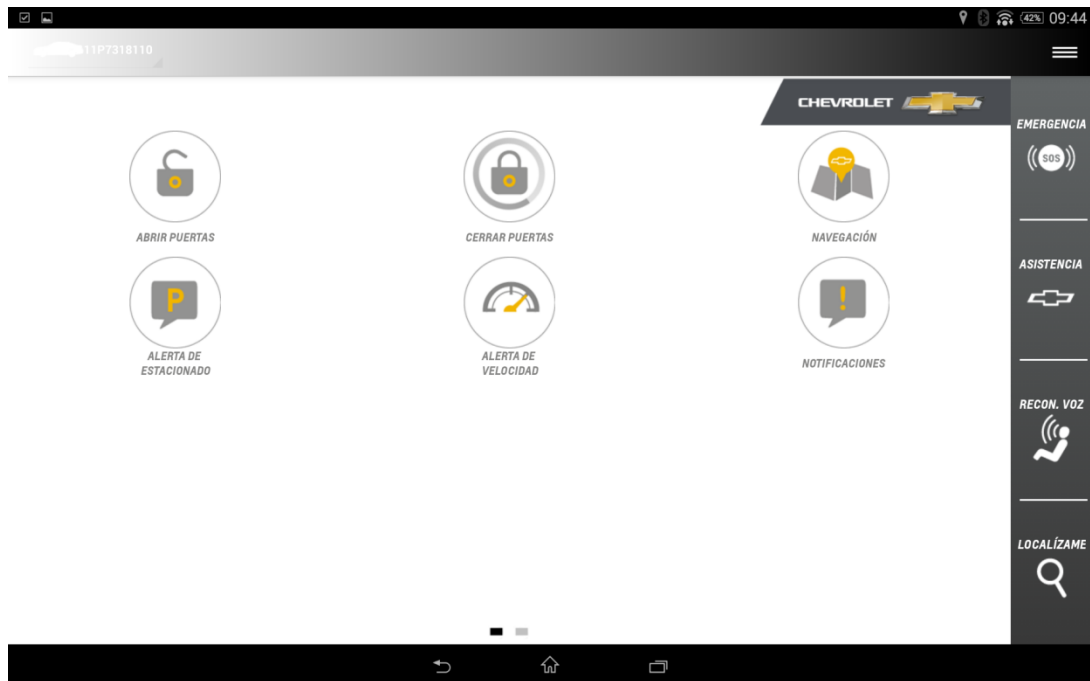 42% 09:44
11P7318110
CHEVROLET
EMERGENCIA
SOS
ABRIR PUERTAS
CERRAR PUERTAS
NAVEGACIÓN
ASISTENCIA
P
!
ALERTA DE
ESTACIONADO
ALERTA DE
VELOCIDAD
NOTIFICACIONES
RECON. VOZ
LOCALÍZAME